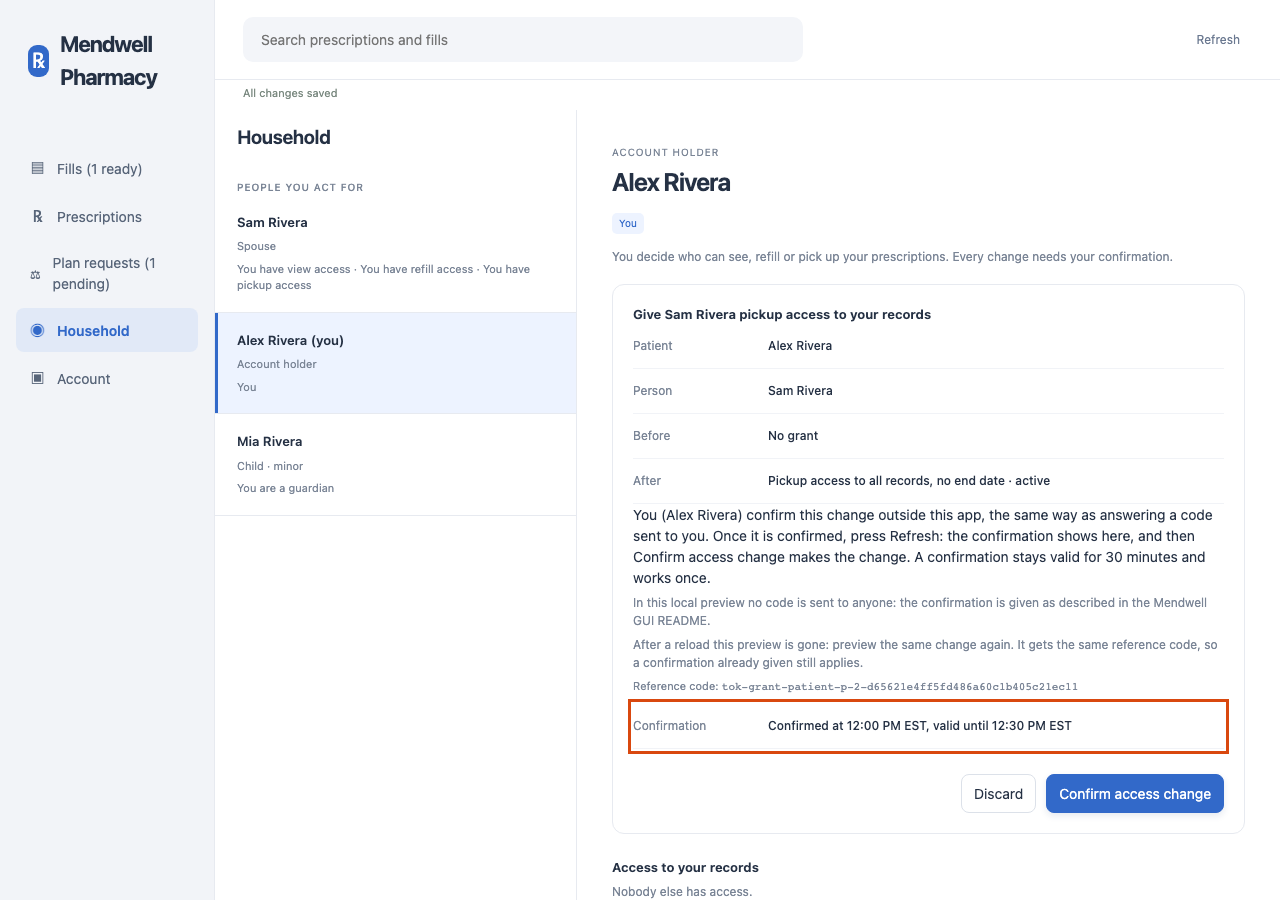 Mendwell
Pharmacy
Search prescriptions and fills
Refresh
All changes saved
Fills (1 ready)
Prescriptions
Plan requests (1
pending)
Household
Account
Household
PEOPLE YOU ACT FOR
Sam Rivera
Spouse
You have view access · You have refill access · You have
pickup access
Alex Rivera (you)
Account holder
You
Mia Rivera
Child · minor
You are a guardian
ACCOUNT HOLDER
Alex Rivera
You
You decide who can see, refill or pick up your prescriptions. Every change needs your confirmation.
Give Sam Rivera pickup access to your records
Patient Alex Rivera
Person Sam Rivera
Before No grant
After Pickup access to all records, no end date · active
You (Alex Rivera) confirm this change outside this app, the same way as answering a code
sent to you. Once it is confirmed, press Refresh: the confirmation shows here, and then
Confirm access change makes the change. A confirmation stays valid for 30 minutes and
works once.
In this local preview no code is sent to anyone: the confirmation is given as described in the Mendwell
GUI README.
After a reload this preview is gone: preview the same change again. It gets the same reference code, so
a confirmation already given still applies.
Reference code: tok-grant-patient-p-2-d65621e4ff5fd486a60c1b405c21ec11
Confirmation Confirmed at 12:00 PM EST, valid until 12:30 PM EST
Discard
Confirm access change
Access to your records
Nobody else has access.